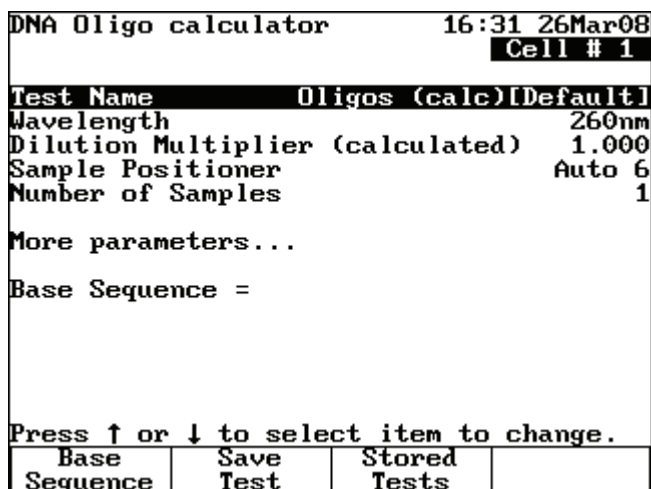 DNA Oligo calculator 16:31 26Mar08
Cell # 1
Test Name Oligos (calc)[Default]
Wavelength 260nm
Dilution Multiplier (calculated) 1.000
Sample Positioner Auto 6
Number of Samples 1
More parameters...
Base Sequence =
Press ↑ or ↓ to select item to change.
Base Save Stored
Sequence Test Tests